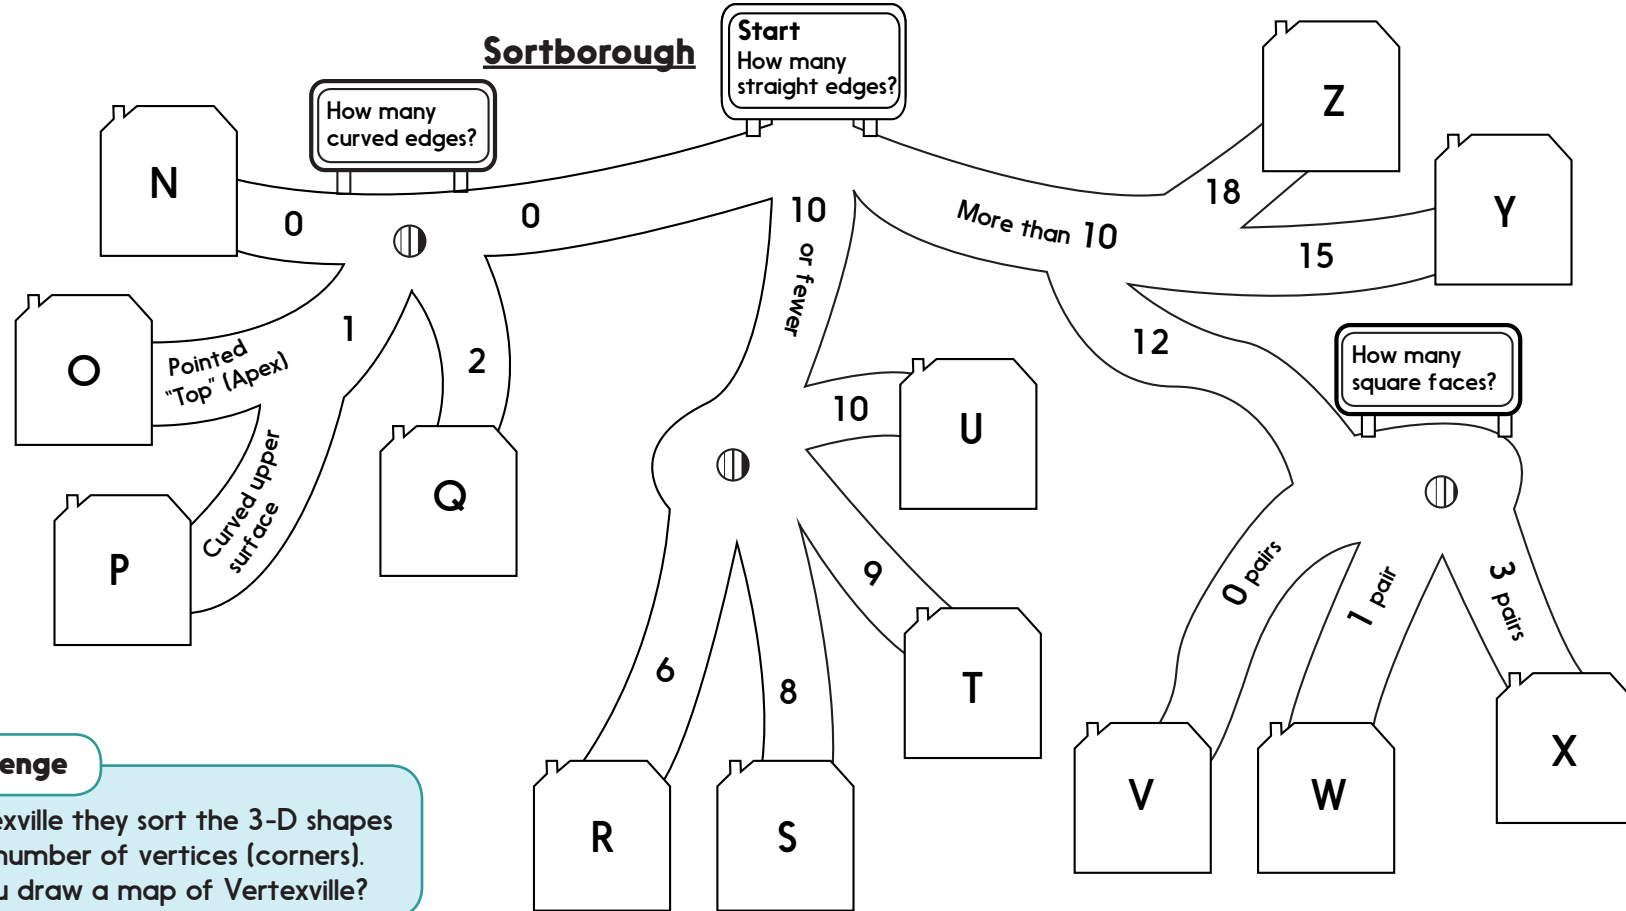 Sortborough
Start
How many
straight edges?
How many
curved edges?
N
0
0
O
Pointed
"Top" (Apex)
1
2
Curved upper
surface
P
Q
10
or fewer
More than 10
18
Z
15
Y
12
How many
square faces?
10
U
9
T
6
8
R
S
0 pairs
1 pair
3 pairs
V
W
X
enge
exville they sort the 3-D shapes
number of vertices (corners).
u draw a map of Vertexville?